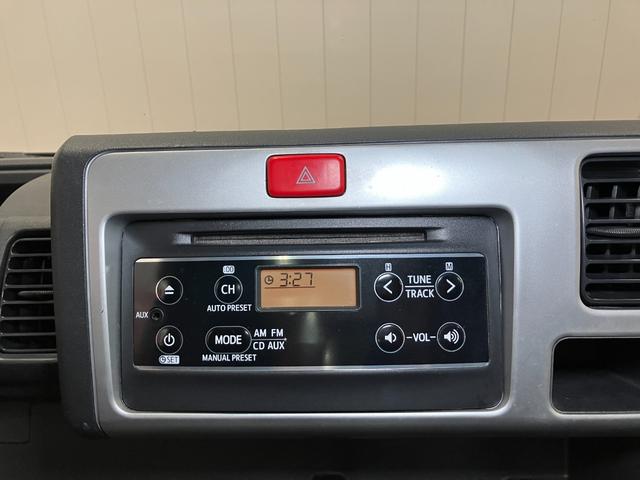 CH
3:27
H
M
TUNE
TRACK
AUTO PRESET
AUX
MODE
AM FM
CD AUX
-VOL-
SET
MANUAL PRESET